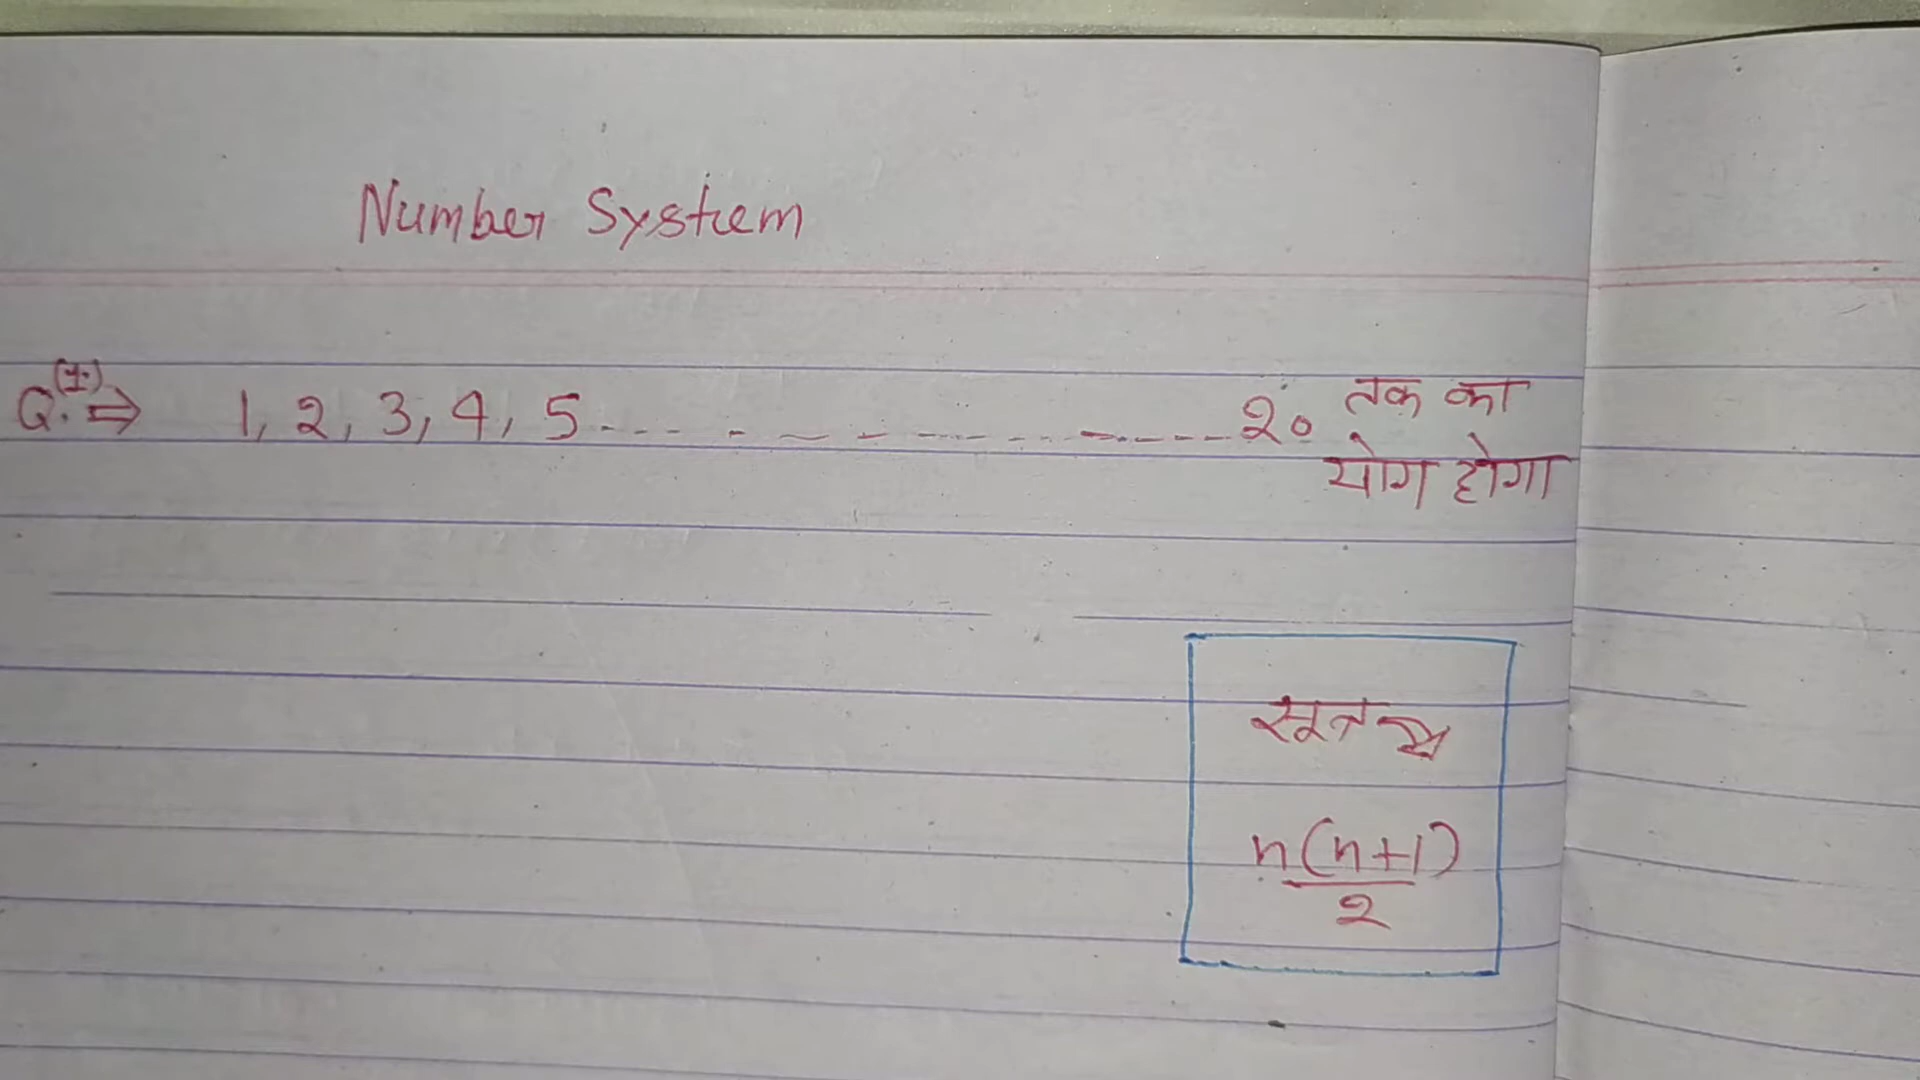 Number System
Q.(1.)⇒ 1, 2, 3, 4, 5 - - - - - - - - - - - - 20 तक का
योग होगा
सूत्र ⇒
n(n+1)
2